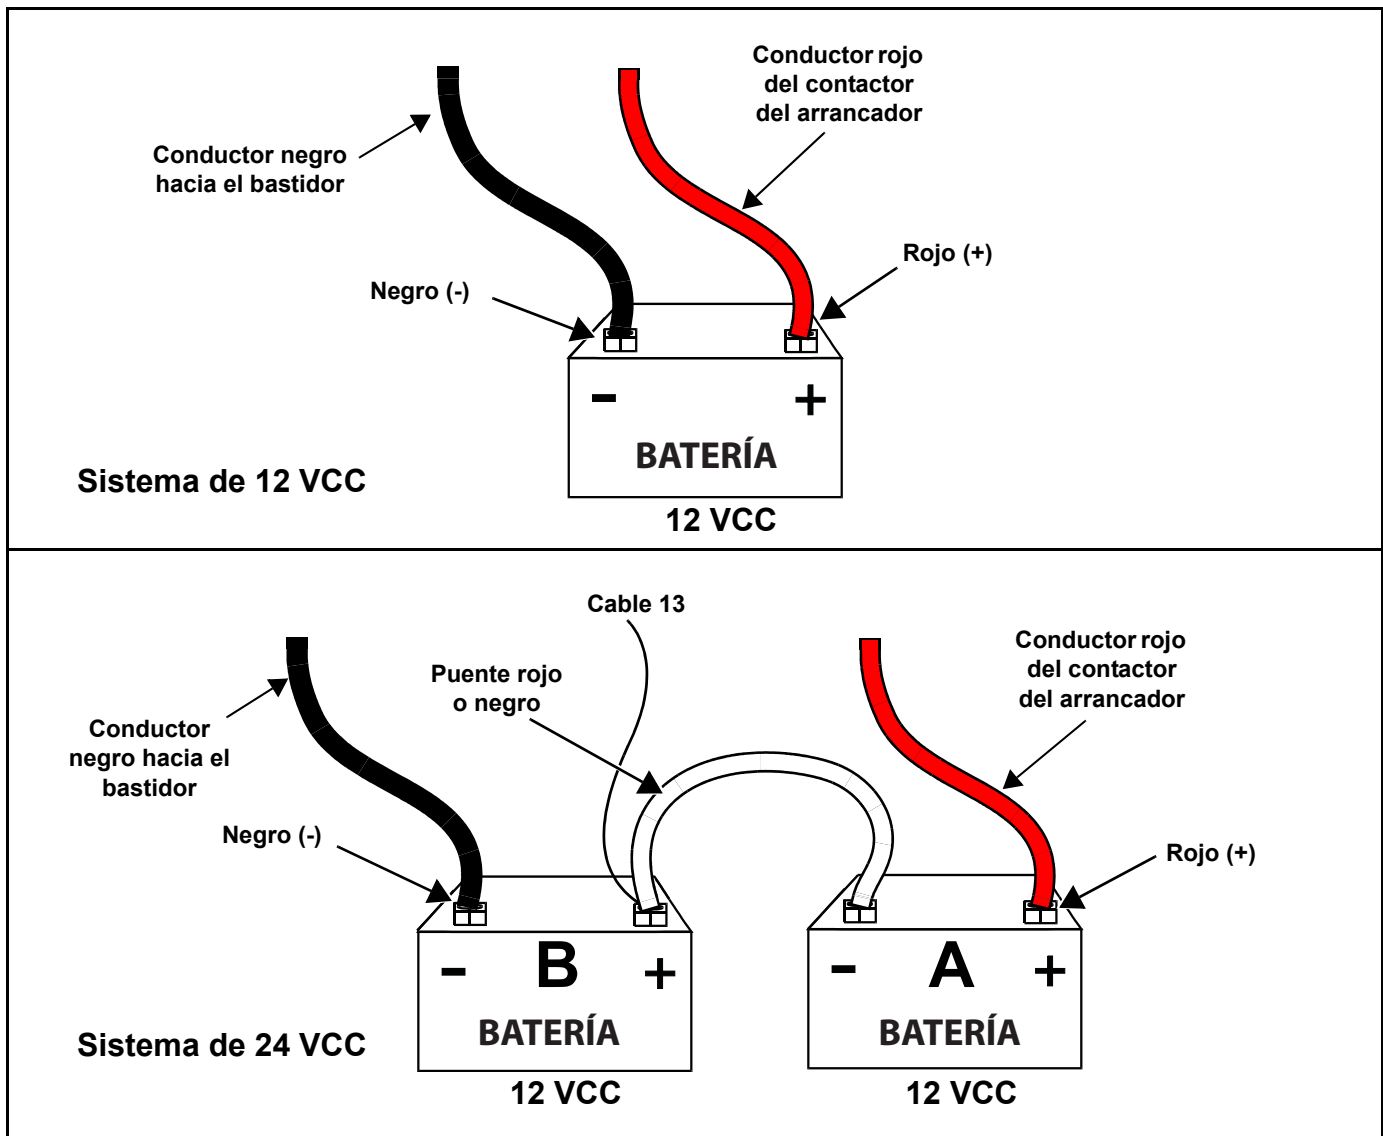 Conductor rojo
del contactor
del arrancador
Conductor negro
hacia el bastidor
Rojo (+)
Negro (-)
- +
BATERÍA
Sistema de 12 VCC
12 VCC
Cable 13
Puente rojo
o negro
Conductor rojo
del contactor
del arrancador
Conductor
negro hacia el
bastidor
Negro (-)
Rojo (+)
- B +
BATERÍA
- A +
BATERÍA
Sistema de 24 VCC
12 VCC
12 VCC